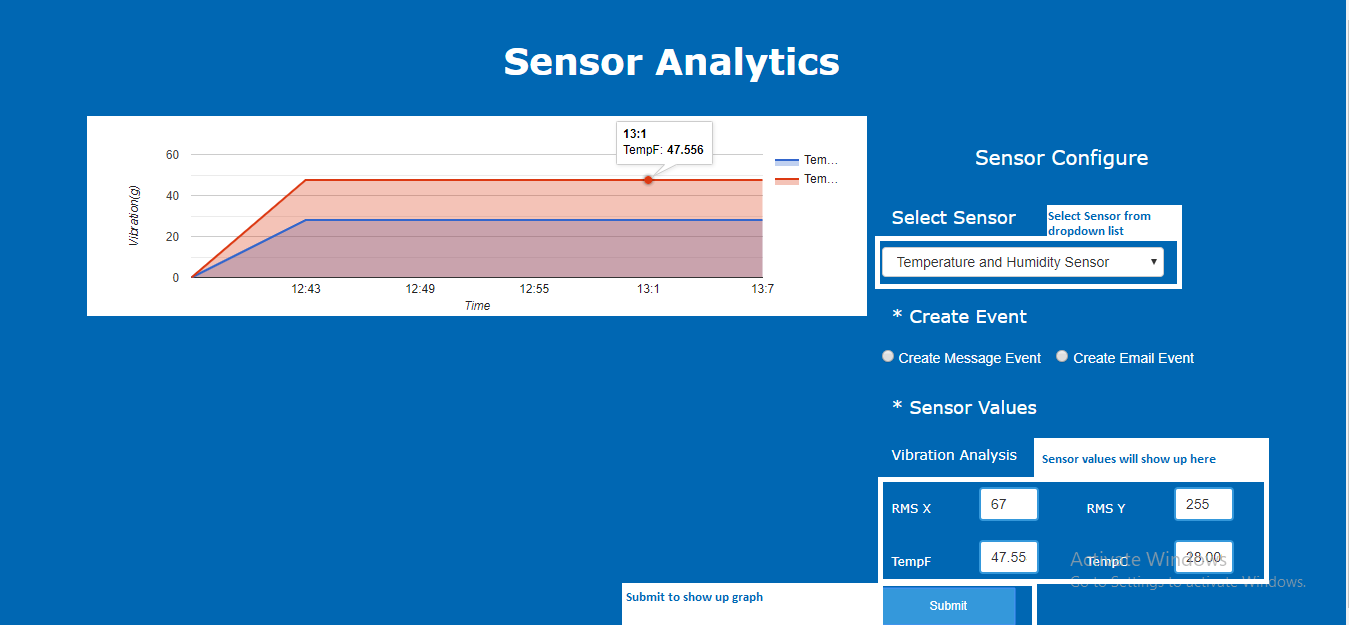 Sensor Analytics
13:1
TempF: 47.556
60
40
20
0
Vibration(g)
12:43
12:49
12:55
13:1
13:7
Time
Tem...
Tem...
Sensor Configure
Select Sensor
Select Sensor from
dropdown list
Temperature and Humidity Sensor
* Create Event
Create Message Event
Create Email Event
* Sensor Values
Vibration Analysis
Sensor values will show up here
RMS X
67
RMS Y
255
TempF
47.55
TempC
28.00
Activate Windows
Go to Settings to activate Windows.
Submit to show up graph
Submit